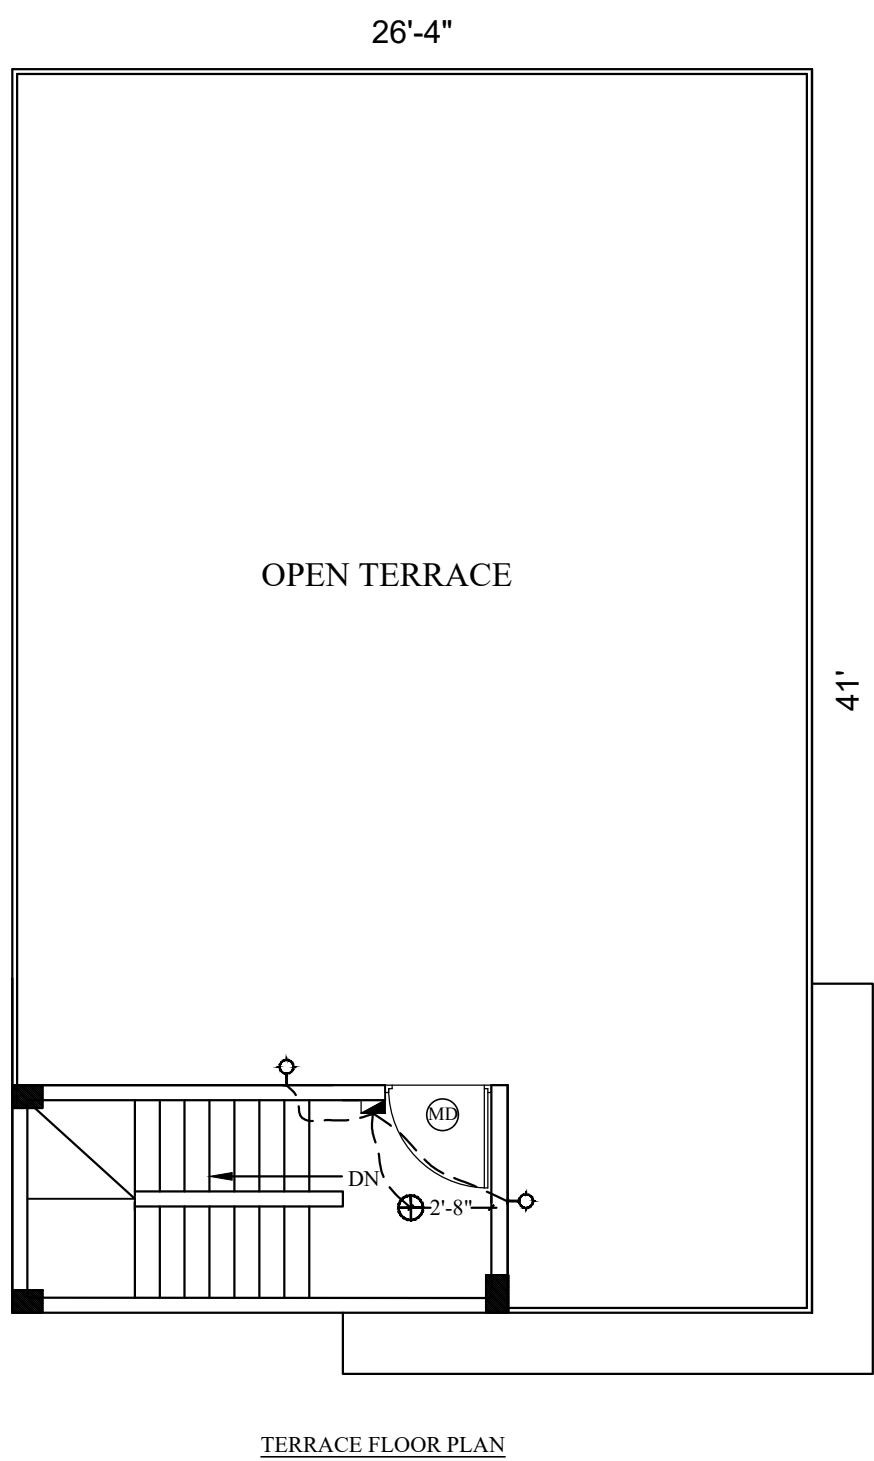 26'-4"
OPEN TERRACE
41'
MD
DN
2'-8"
TERRACE FLOOR PLAN